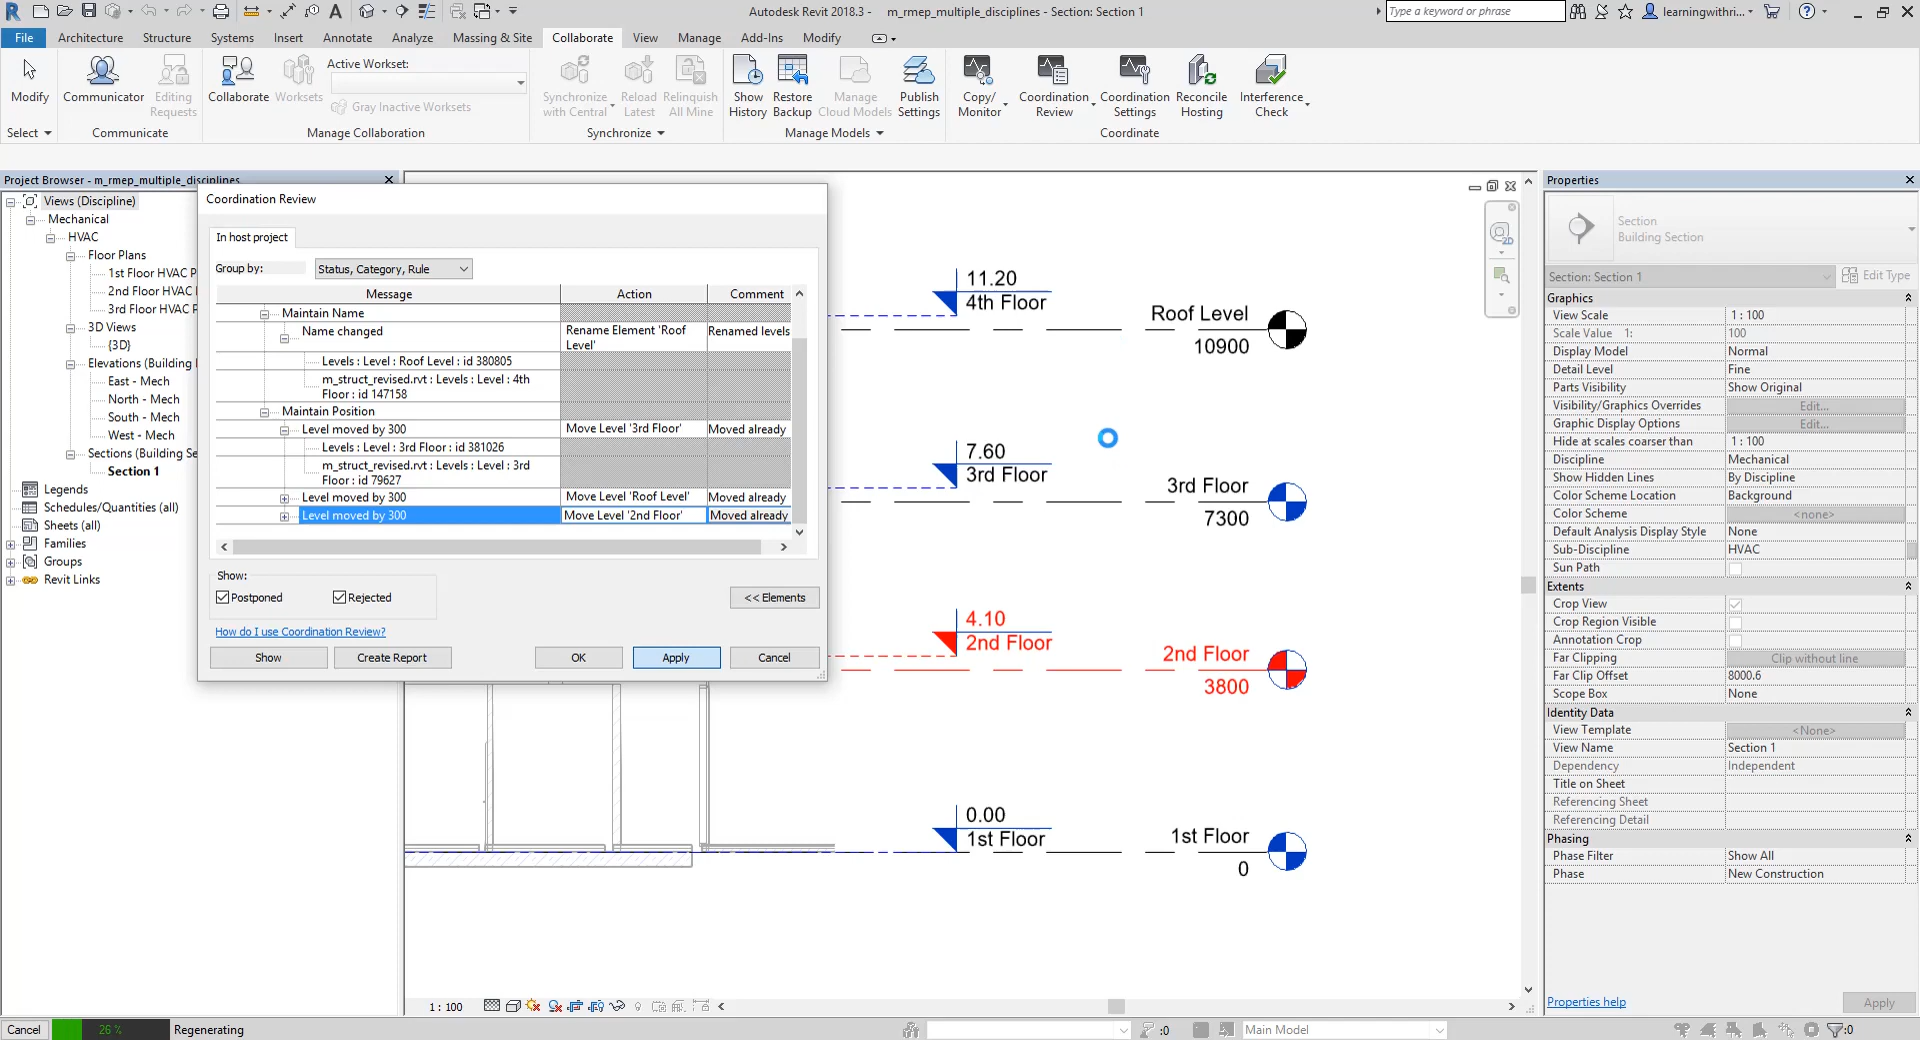 Autodesk Revit 2018.3 - m_rmep_multiple_disciplines - Section: Section 1
Type a keyword or phrase
learningwithri...
File Architecture Structure Systems Insert Annotate Analyze Massing & Site Collaborate View Manage Add-Ins Modify
Modify
Communicator
Editing
Requests
Collaborate
Worksets
Active Workset:
Gray Inactive Worksets
Synchronize
with Central
Reload
Latest
Relinquish
All Mine
Show
History
Restore
Backup
Manage
Cloud Models
Publish
Settings
Copy/
Monitor
Coordination
Review
Coordination
Settings
Reconcile
Hosting
Interference
Check
Select
Communicate
Manage Collaboration
Synchronize
Manage Models
Coordinate
Project Browser - m_rmep_multiple_disciplines
Views (Discipline)
Mechanical
HVAC
Floor Plans
1st Floor HVAC P
2nd Floor HVAC
3rd Floor HVAC P
3D Views
{3D}
Elevations (Building
East - Mech
North - Mech
South - Mech
West - Mech
Sections (Building Se
Section 1
Legends
Schedules/Quantities (all)
Sheets (all)
Families
Groups
Revit Links
Coordination Review
In host project
Group by:
Status, Category, Rule
Message Action Comment
Maintain Name
Name changed
Rename Element 'Roof
Level'
Renamed levels
Levels : Level : Roof Level : id 380805
m_struct_revised.rvt : Levels : Level : 4th
Floor : id 147158
Maintain Position
Level moved by 300 Move Level '3rd Floor' Moved already
Levels : Level : 3rd Floor : id 381026
m_struct_revised.rvt : Levels : Level : 3rd
Floor : id 79627
Level moved by 300 Move Level 'Roof Level' Moved already
Level moved by 300 Move Level '2nd Floor' Moved already
Show:
Postponed
Rejected
<< Elements
How do I use Coordination Review?
Show
Create Report
OK
Apply
Cancel
11.20
4th Floor
Roof Level
10900
7.60
3rd Floor
3rd Floor
7300
4.10
2nd Floor
2nd Floor
3800
0.00
1st Floor
1st Floor
0
2D
Properties
Section
Building Section
Section: Section 1
Edit Type
Graphics
View Scale 1 : 100
Scale Value 1: 100
Display Model Normal
Detail Level Fine
Parts Visibility Show Original
Visibility/Graphics Overrides Edit...
Graphic Display Options Edit...
Hide at scales coarser than 1 : 100
Discipline Mechanical
Show Hidden Lines By Discipline
Color Scheme Location Background
Color Scheme <none>
Default Analysis Display Style None
Sub-Discipline HVAC
Sun Path
Extents
Crop View
Crop Region Visible
Annotation Crop
Far Clipping Clip without line
Far Clip Offset 8000.6
Scope Box None
Identity Data
View Template <None>
View Name Section 1
Dependency Independent
Title on Sheet
Referencing Sheet
Referencing Detail
Phasing
Phase Filter Show All
Phase New Construction
Properties help
Apply
1 : 100
Cancel
26 %
Regenerating
:0
Main Model
:0